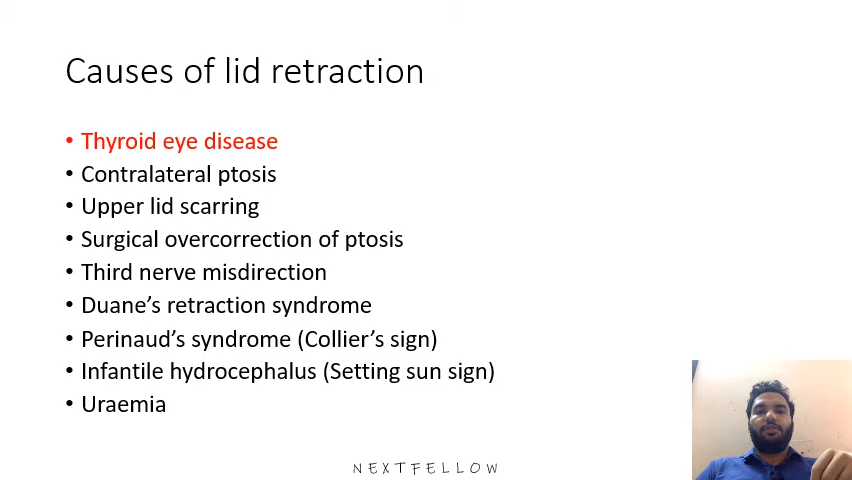 Causes of lid retraction
• Thyroid eye disease
• Contralateral ptosis
• Upper lid scarring
• Surgical overcorrection of ptosis
• Third nerve misdirection
• Duane’s retraction syndrome
• Perinaud’s syndrome (Collier’s sign)
• Infantile hydrocephalus (Setting sun sign)
• Uraemia
NEXTFELLOW